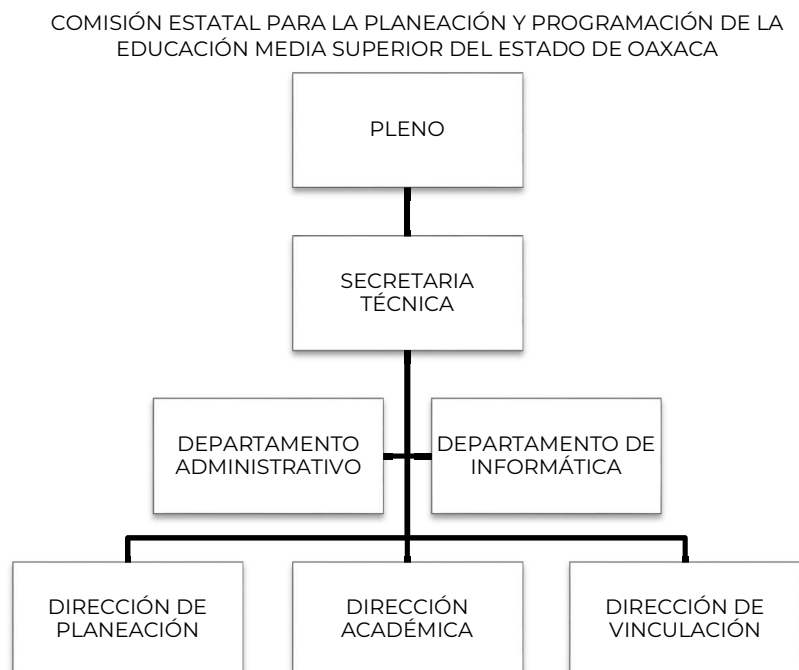 COMISIÓN ESTATAL PARA LA PLANEACIÓN Y PROGRAMACIÓN DE LA
EDUCACIÓN MEDIA SUPERIOR DEL ESTADO DE OAXACA
PLENO
SECRETARIA
TÉCNICA
DEPARTAMENTO
ADMINISTRATIVO
DEPARTAMENTO DE
INFORMÁTICA
DIRECCIÓN DE
PLANEACIÓN
DIRECCIÓN
ACADÉMICA
DIRECCIÓN DE
VINCULACIÓN